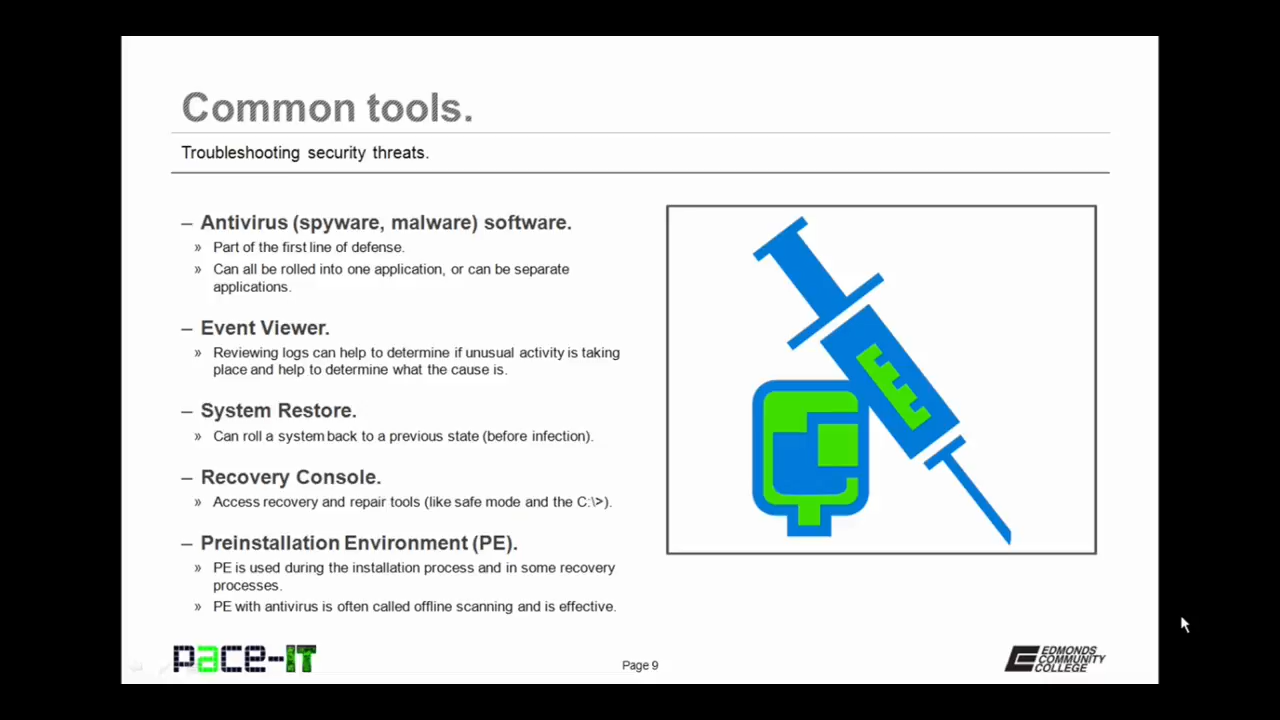 Common tools.
Troubleshooting security threats.
– Antivirus (spyware, malware) software.
» Part of the first line of defense.
» Can all be rolled into one application, or can be separate
applications.
– Event Viewer.
» Reviewing logs can help to determine if unusual activity is taking
place and help to determine what the cause is.
– System Restore.
» Can roll a system back to a previous state (before infection).
– Recovery Console.
» Access recovery and repair tools (like safe mode and the C:\>).
– Preinstallation Environment (PE).
» PE is used during the installation process and in some recovery
processes.
» PE with antivirus is often called offline scanning and is effective.
pace-IT
Page 9
EDMONDS
COMMUNITY
COLLEGE